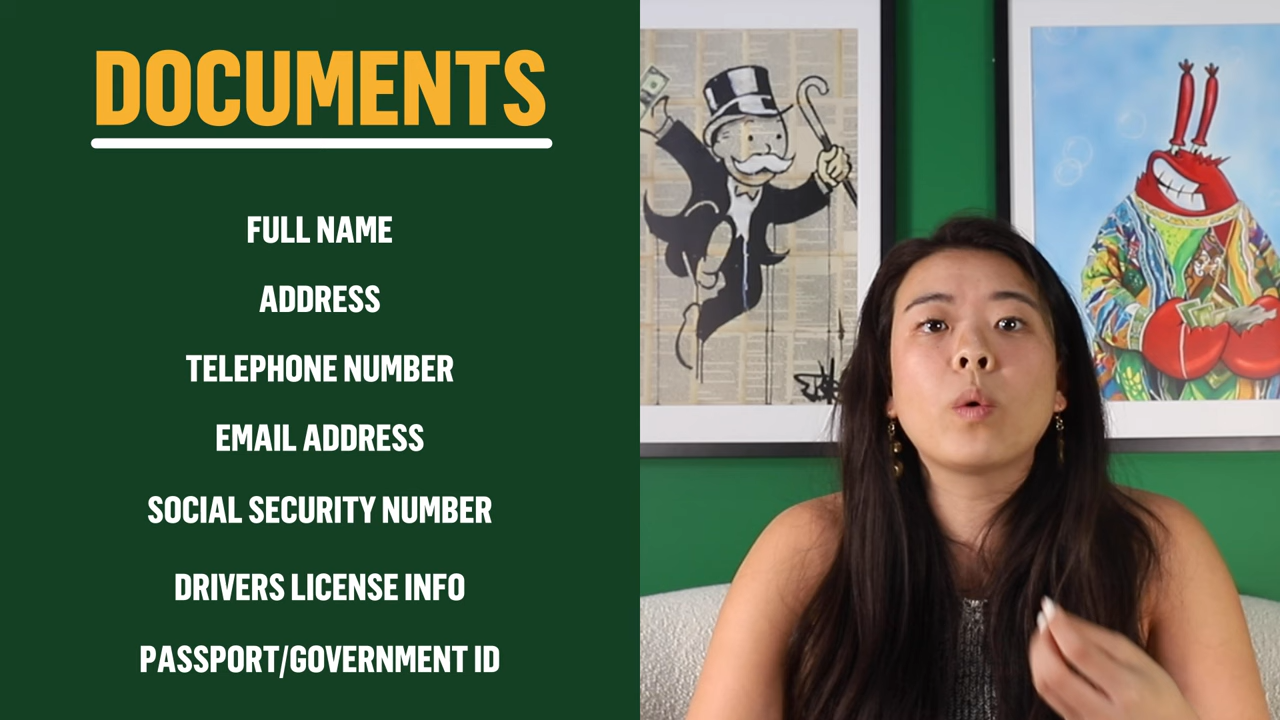 DOCUMENTS
FULL NAME
ADDRESS
TELEPHONE NUMBER
EMAIL ADDRESS
SOCIAL SECURITY NUMBER
DRIVERS LICENSE INFO
PASSPORT/GOVERNMENT ID